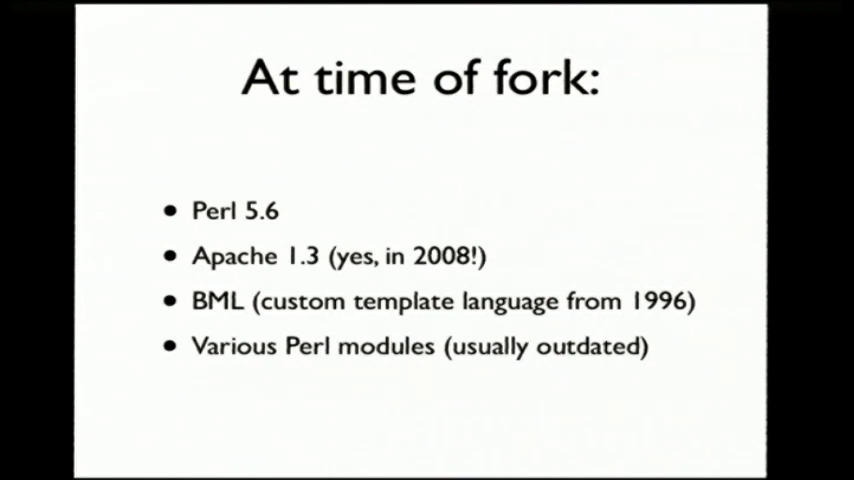 At time of fork:
• Perl 5.6
• Apache 1.3 (yes, in 2008!)
• BML (custom template language from 1996)
• Various Perl modules (usually outdated)